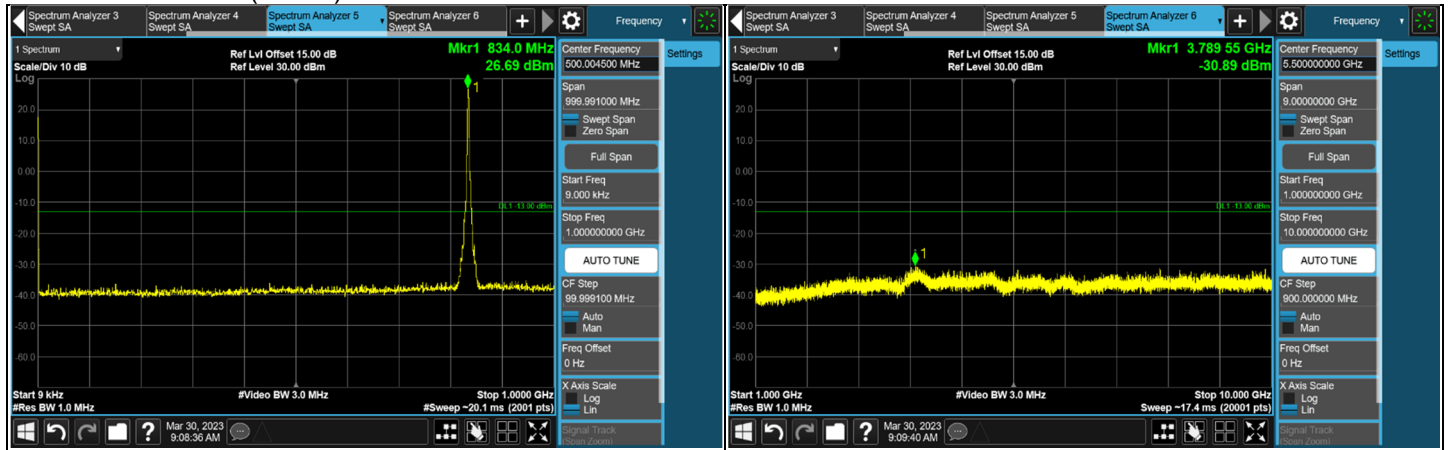 Spectrum Analyzer 3
Swept SA
Spectrum Analyzer 4
Swept SA
Spectrum Analyzer 5
Swept SA
Spectrum Analyzer 6
Swept SA
+
Frequency
1 Spectrum
Scale/Div 10 dB
Log
Ref Lvl Offset 15.00 dB
Ref Level 30.00 dBm
Mkr1 834.0 MHz
26.69 dBm
1
20.0
10.0
0.00
-10.0
-20.0
-30.0
-40.0
-50.0
-60.0
DL1 -13.00 dBm
Start 9 kHz
#Res BW 1.0 MHz
#Video BW 3.0 MHz
Stop 1.0000 GHz
#Sweep ~20.1 ms (2001 pts)
Center Frequency
500.004500 MHz
Settings
Span
999.991000 MHz
Swept Span
Zero Span
Full Span
Start Freq
9.000 kHz
Stop Freq
1.000000000 GHz
AUTO TUNE
CF Step
99.999100 MHz
Auto
Man
Freq Offset
0 Hz
X Axis Scale
Log
Lin
Signal Track
(Span Zoom)
?
Mar 30, 2023
9:08:36 AM
Spectrum Analyzer 3
Swept SA
Spectrum Analyzer 4
Swept SA
Spectrum Analyzer 5
Swept SA
Spectrum Analyzer 6
Swept SA
+
Frequency
1 Spectrum
Scale/Div 10 dB
Log
Ref Lvl Offset 15.00 dB
Ref Level 30.00 dBm
Mkr1 3.789 55 GHz
-30.89 dBm
1
20.0
10.0
0.00
-10.0
-20.0
-30.0
-40.0
-50.0
-60.0
DL1 -13.00 dBm
Start 1.000 GHz
#Res BW 1.0 MHz
#Video BW 3.0 MHz
Stop 10.000 GHz
Sweep ~17.4 ms (20001 pts)
Center Frequency
5.500000000 GHz
Settings
Span
9.00000000 GHz
Swept Span
Zero Span
Full Span
Start Freq
1.000000000 GHz
Stop Freq
10.000000000 GHz
AUTO TUNE
CF Step
900.000000 MHz
Auto
Man
Freq Offset
0 Hz
X Axis Scale
Log
Lin
Signal Track
(Span Zoom)
?
Mar 30, 2023
9:09:40 AM